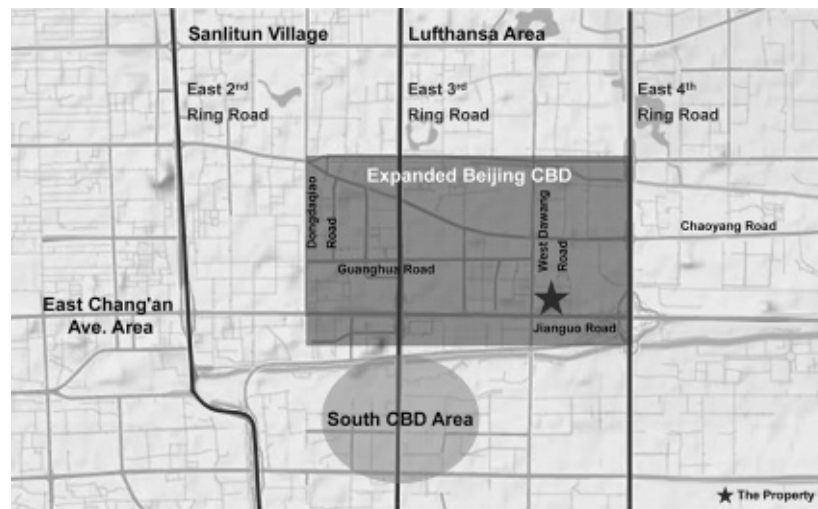 Sanlitun Village
Lufthansa Area
East 2nd
Ring Road
East 3rd
Ring Road
East 4th
Ring Road
Expanded Beijing CBD
Dongdaqiao
Road
West Dawang
Road
Chaoyang Road
Guanghua Road
East Chang'an
Ave. Area
Jianguo Road
South CBD Area
The Property